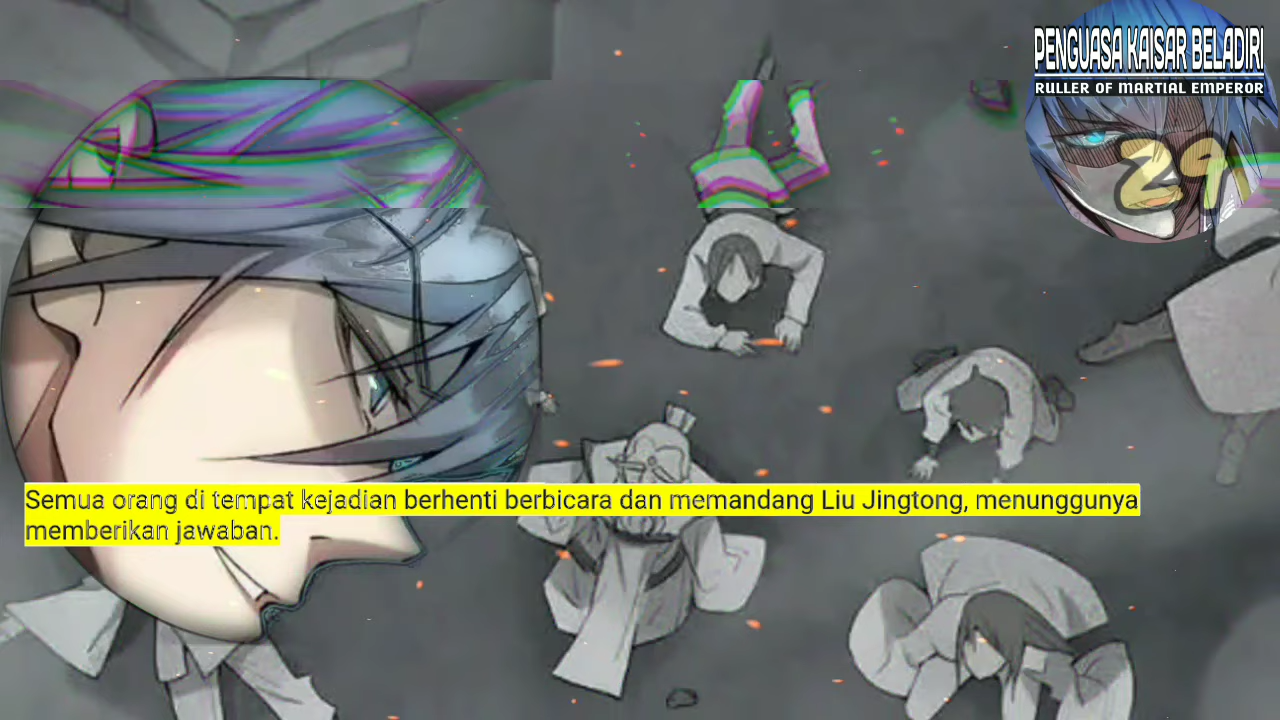 PENGUASA KAISAR BELADIRI
RULLER OF MARTIAL EMPEROR
29
Semua orang di tempat kejadian berhenti berbicara dan memandang Liu Jingtong, menunggunya
memberikan jawaban.